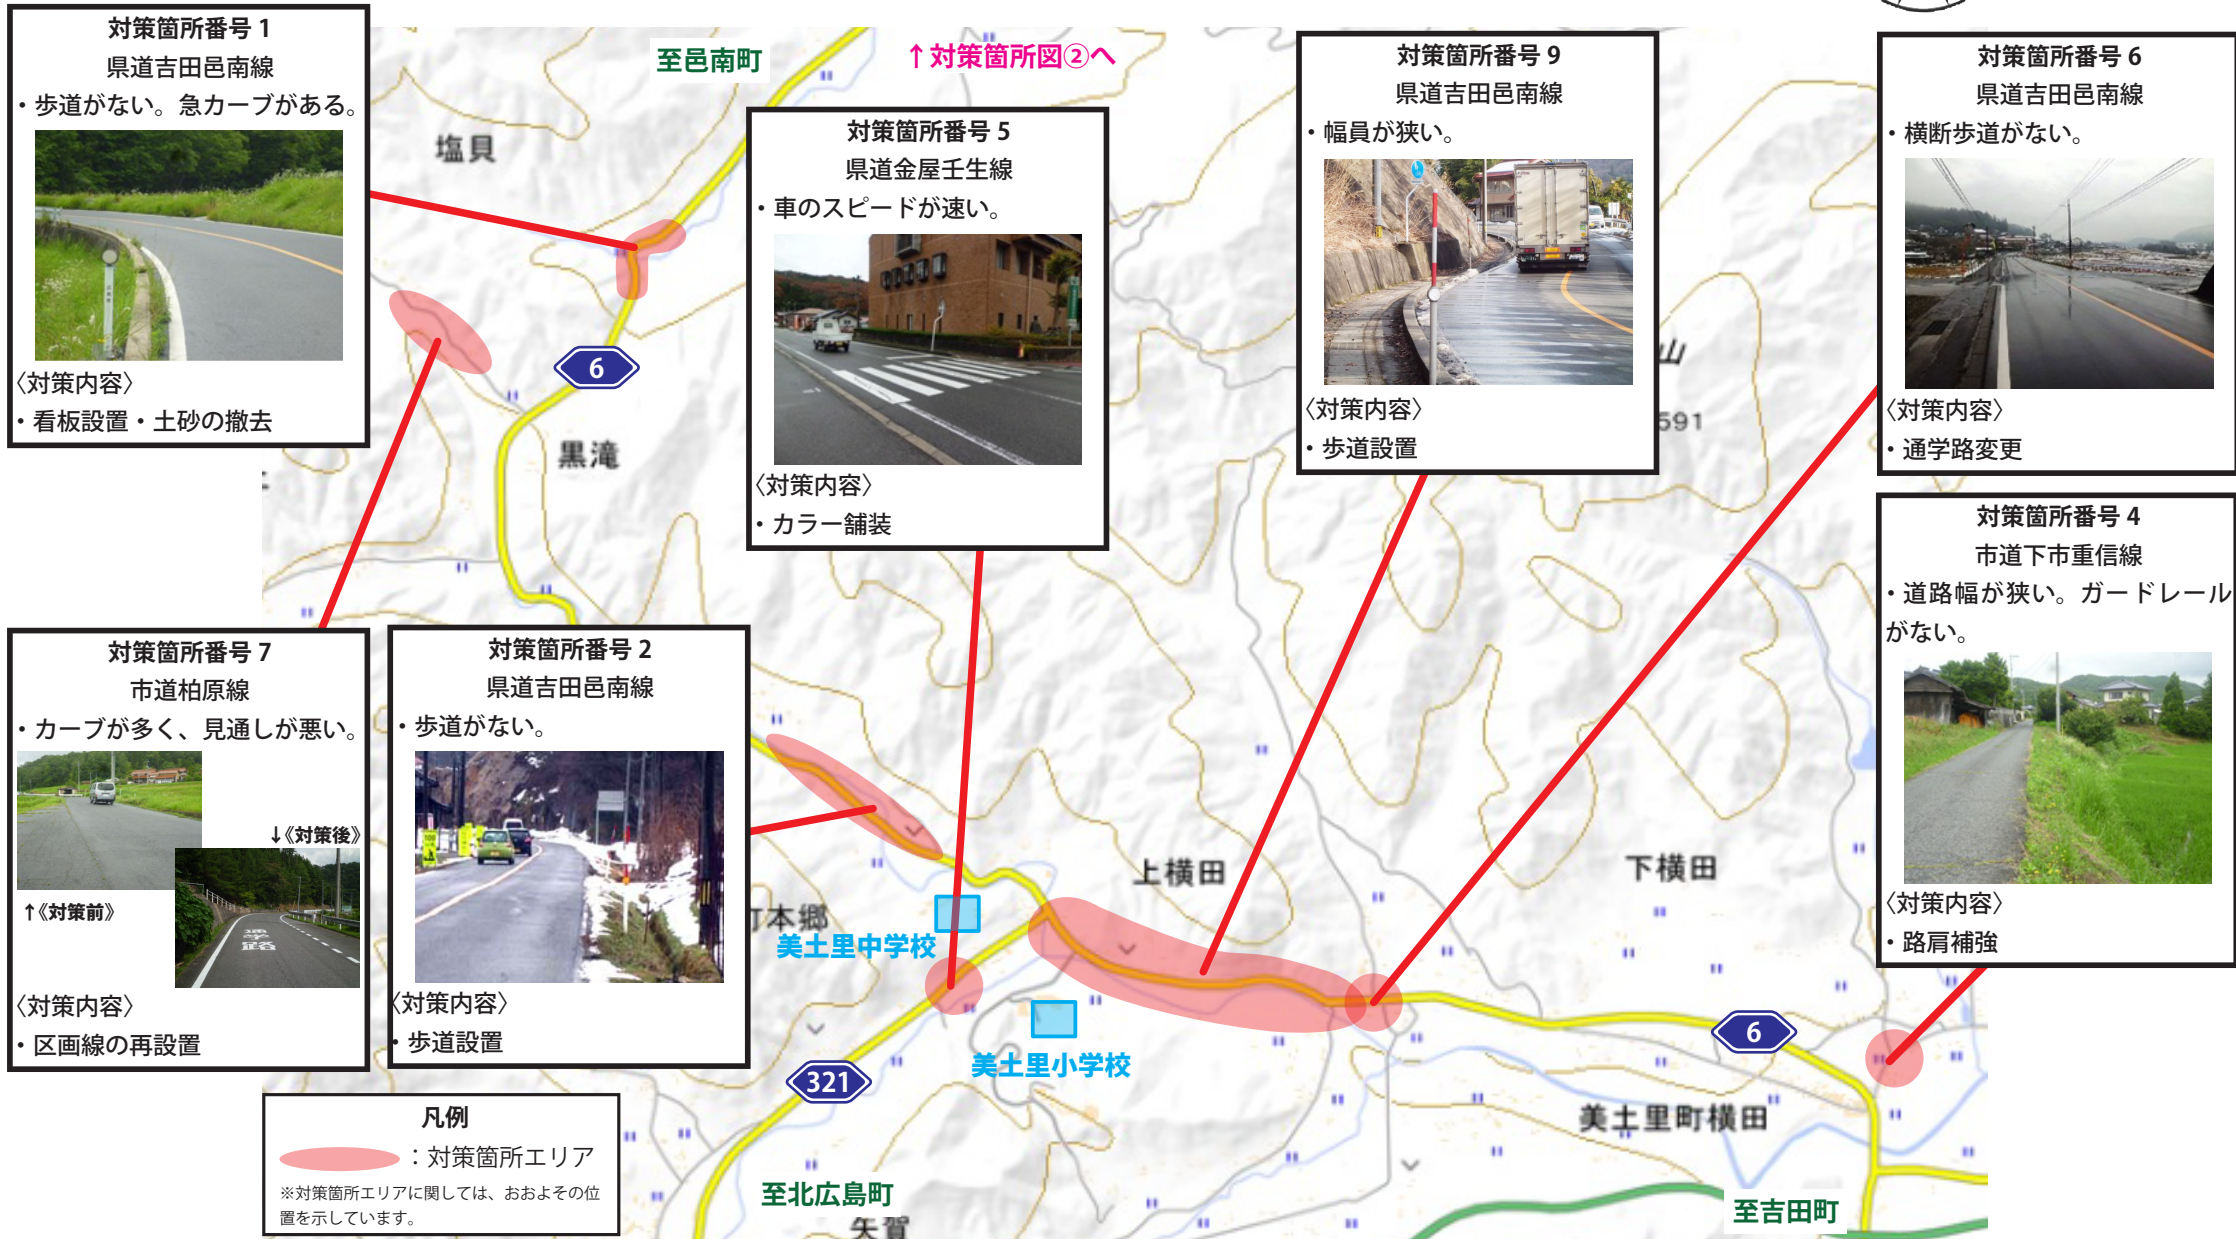 対策箇所番号 1
県道吉田邑南線
・歩道がない。急カーブがある。
〈対策内容〉
・看板設置・土砂の撤去
至邑南町
↑対策箇所図②へ
対策箇所番号 5
県道金屋壬生線
・車のスピードが速い。
〈対策内容〉
・カラー舗装
対策箇所番号 9
県道吉田邑南線
・幅員が狭い。
〈対策内容〉
・歩道設置
対策箇所番号 6
県道吉田邑南線
・横断歩道がない。
〈対策内容〉
・通学路変更
対策箇所番号 4
市道下市重信線
・道路幅が狭い。ガードレール
がない。
〈対策内容〉
・路肩補強
対策箇所番号 7
市道柏原線
・カーブが多く、見通しが悪い。
↓《対策後》
↑《対策前》
通学路
〈対策内容〉
・区画線の再設置
対策箇所番号 2
県道吉田邑南線
・歩道がない。
〈対策内容〉
・歩道設置
塩貝
6
黒滝
山
591
上横田
下横田
町本郷
美土里中学校
美土里小学校
321
6
美土里町横田
至北広島町
矢賀
至吉田町
凡例
：対策箇所エリア
※対策箇所エリアに関しては、おおよその位
置を示しています。